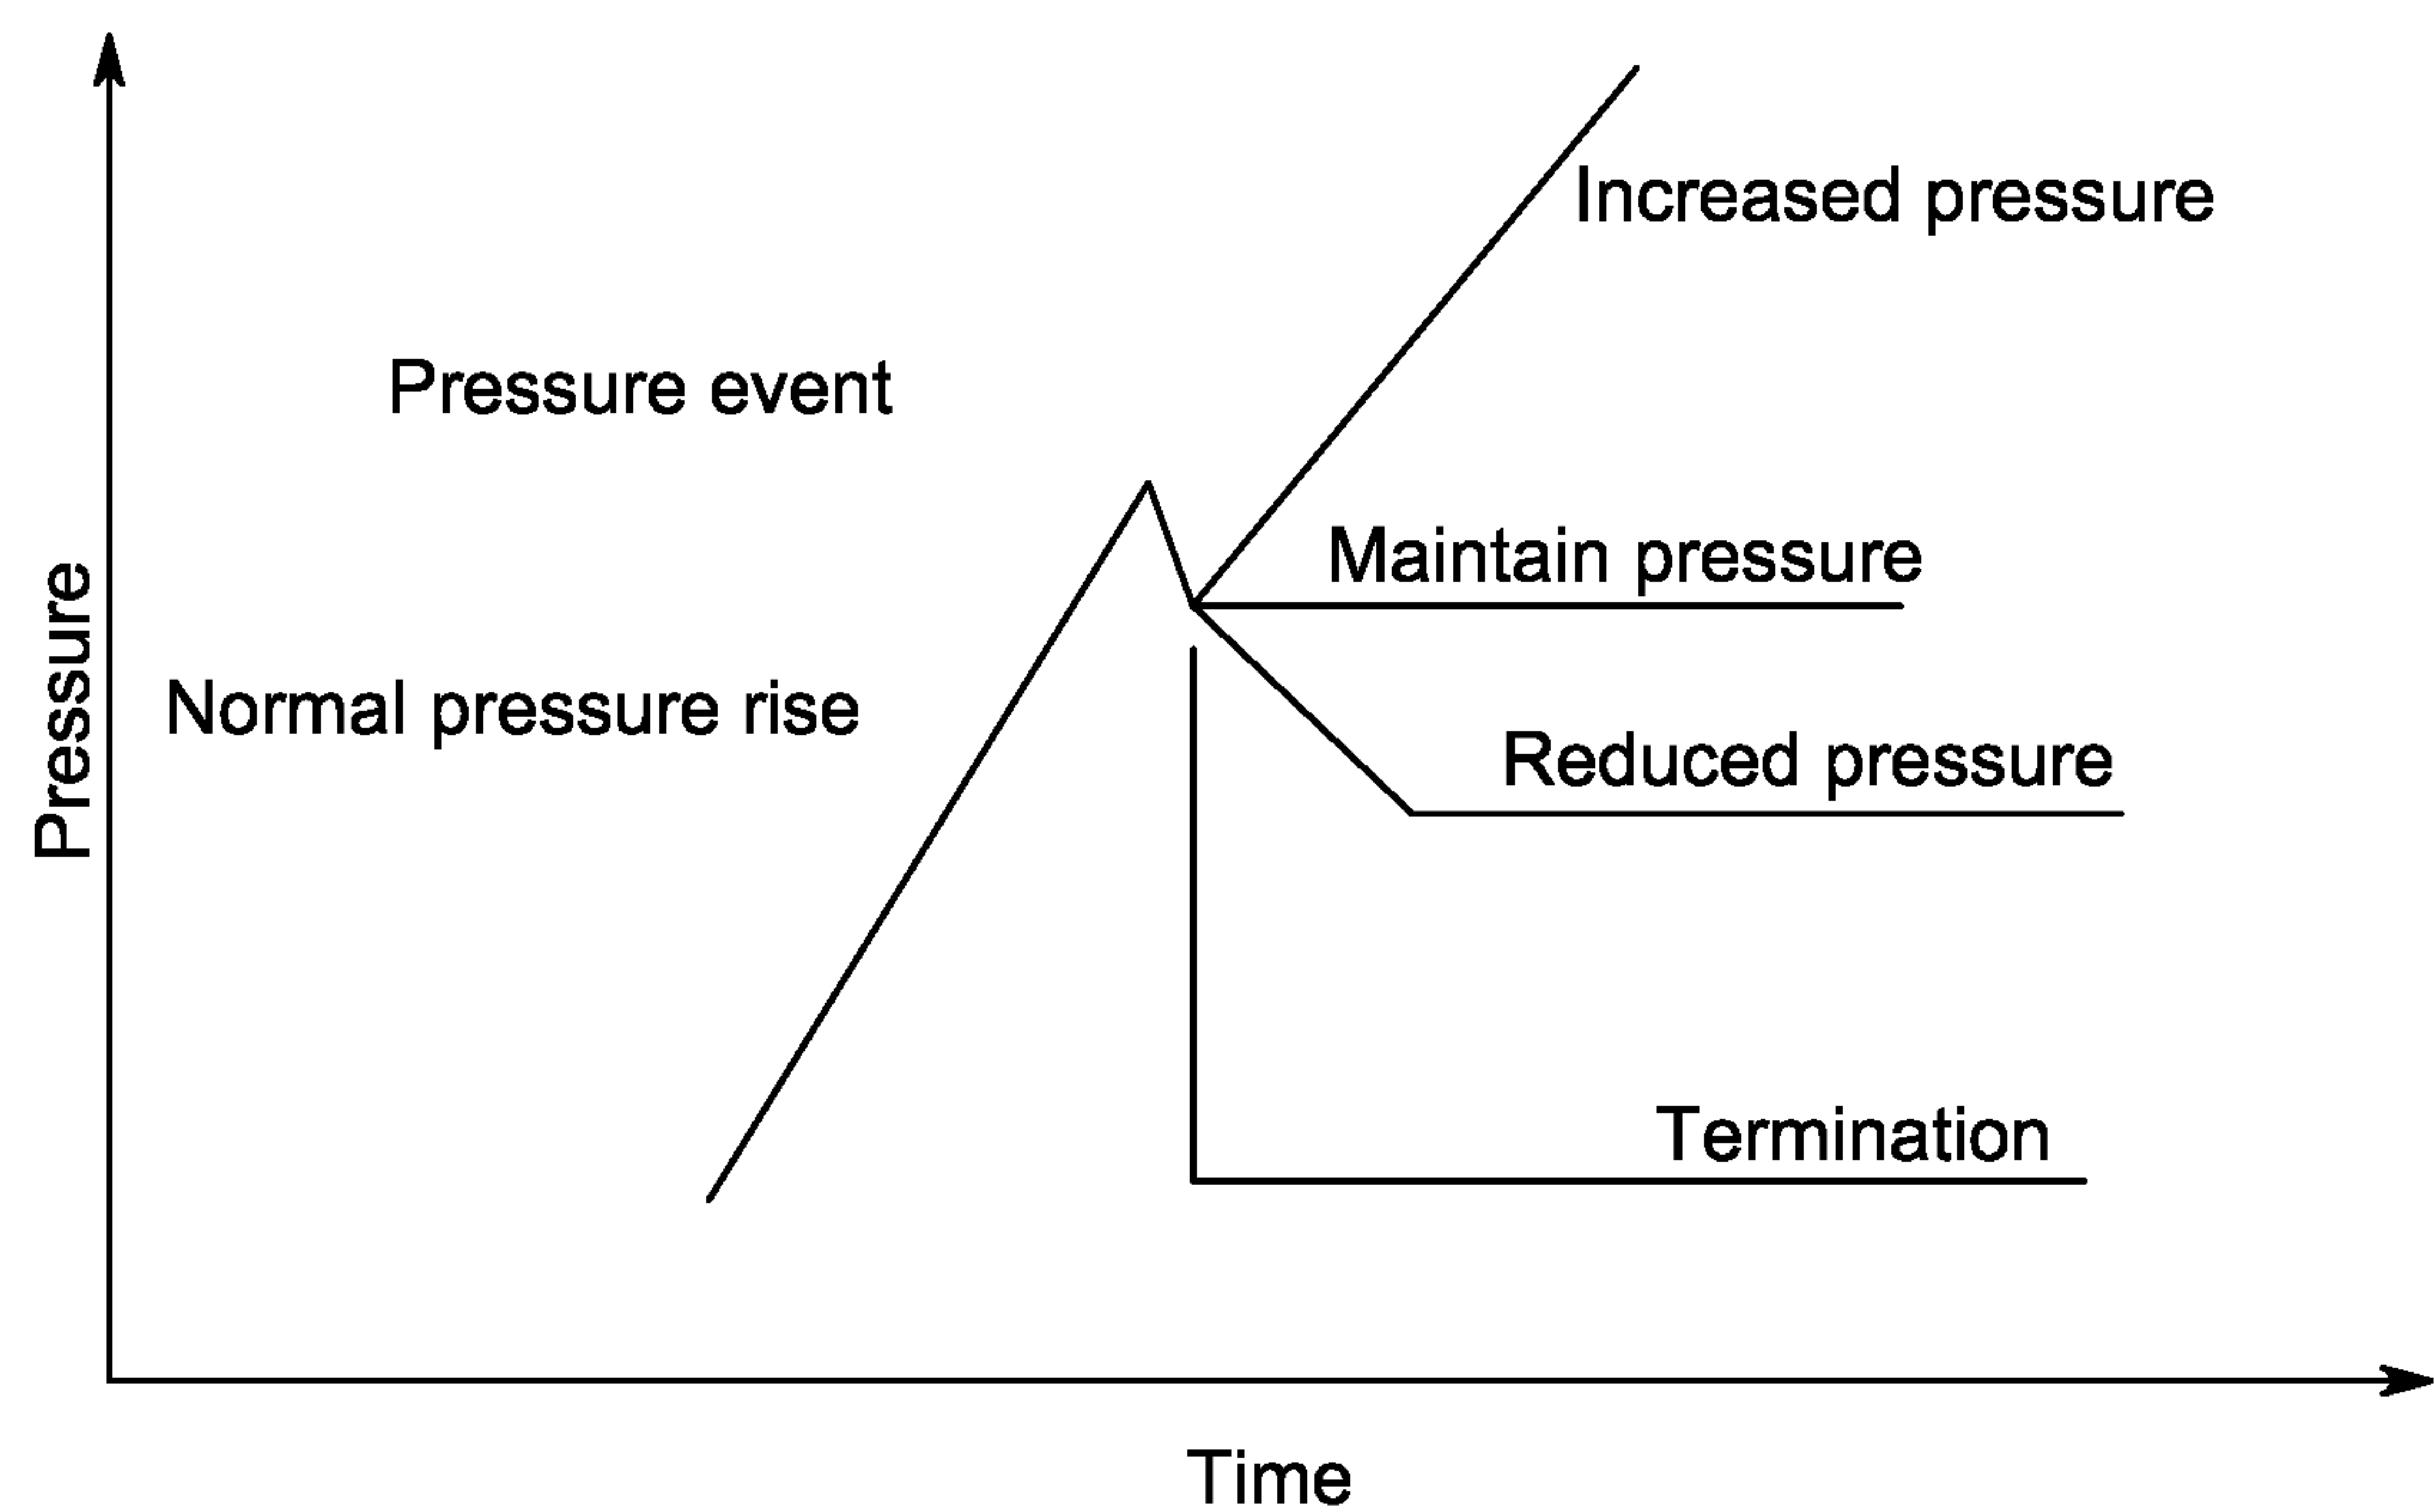 Increased pressure
Pressure event
Maintain pressure
Pressure
Normal pressure rise
Reduced pressure
Termination
Time